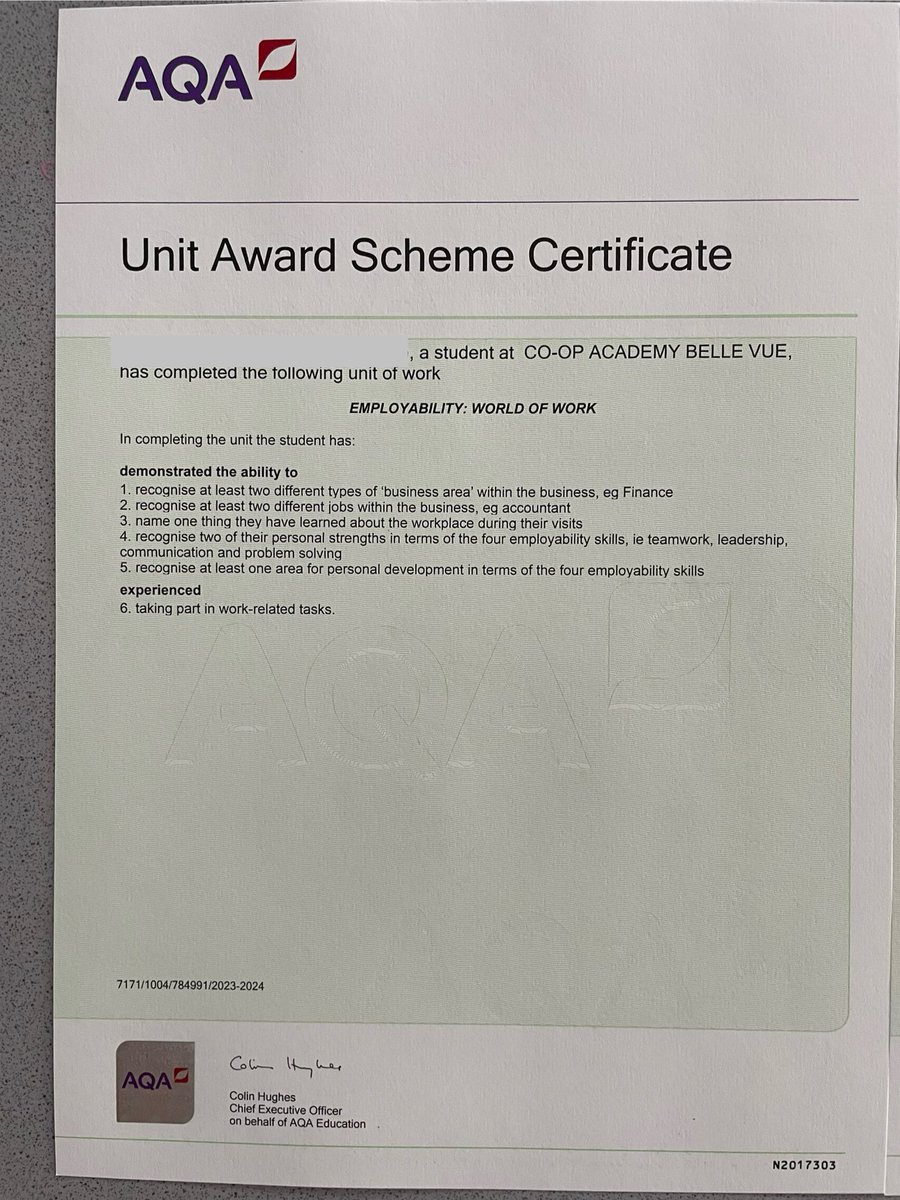 AQA
Unit Award Scheme Certificate
, a student at CO-OP ACADEMY BELLE VUE,
has completed the following unit of work
EMPLOYABILITY: WORLD OF WORK
In completing the unit the student has:
demonstrated the ability to
1. recognise at least two different types of ‘business area’ within the business, eg Finance
2. recognise at least two different jobs within the business, eg accountant
3. name one thing they have learned about the workplace during their visits
4. recognise two of their personal strengths in terms of the four employability skills, ie teamwork, leadership,
communication and problem solving
5. recognise at least one area for personal development in terms of the four employability skills
experienced
6. taking part in work-related tasks.
AQA
7171/1004/784991/2023-2024
AQA
Colin Hughes
Colin Hughes
Chief Executive Officer
on behalf of AQA Education
N2017303